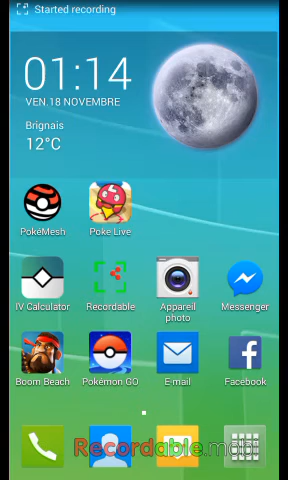 Started recording
01:14
VEN.18 NOVEMBRE
Brignais
12°C
PokéMesh
Poke Live
IV Calculator
Recordable
Appareil
photo
Messenger
Boom Beach
Pokémon GO
E-mail
Facebook
Recordable.mobi